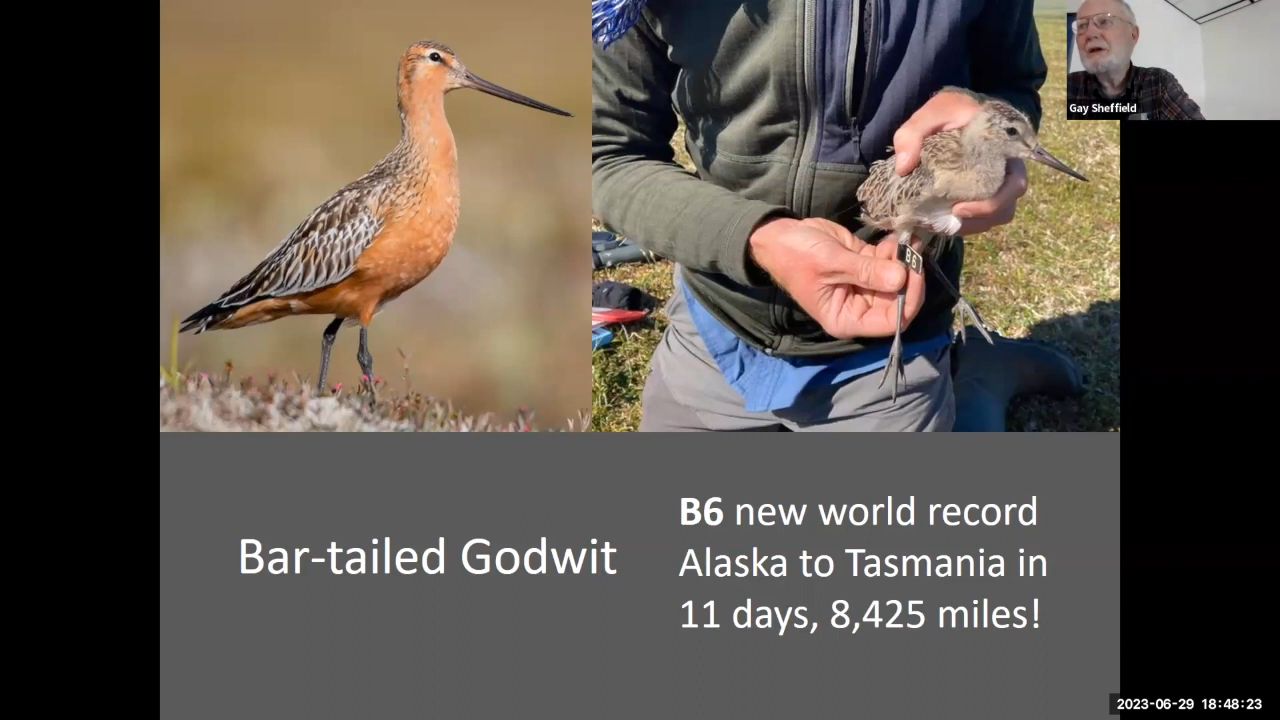 Gay Sheffield
B6
Bar-tailed Godwit
B6 new world record
Alaska to Tasmania in
11 days, 8,425 miles!
2023-06-29 18:48:23